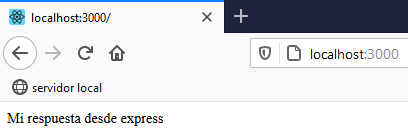 localhost:3000/
localhost:3000
servidor local
Mi respuesta desde express